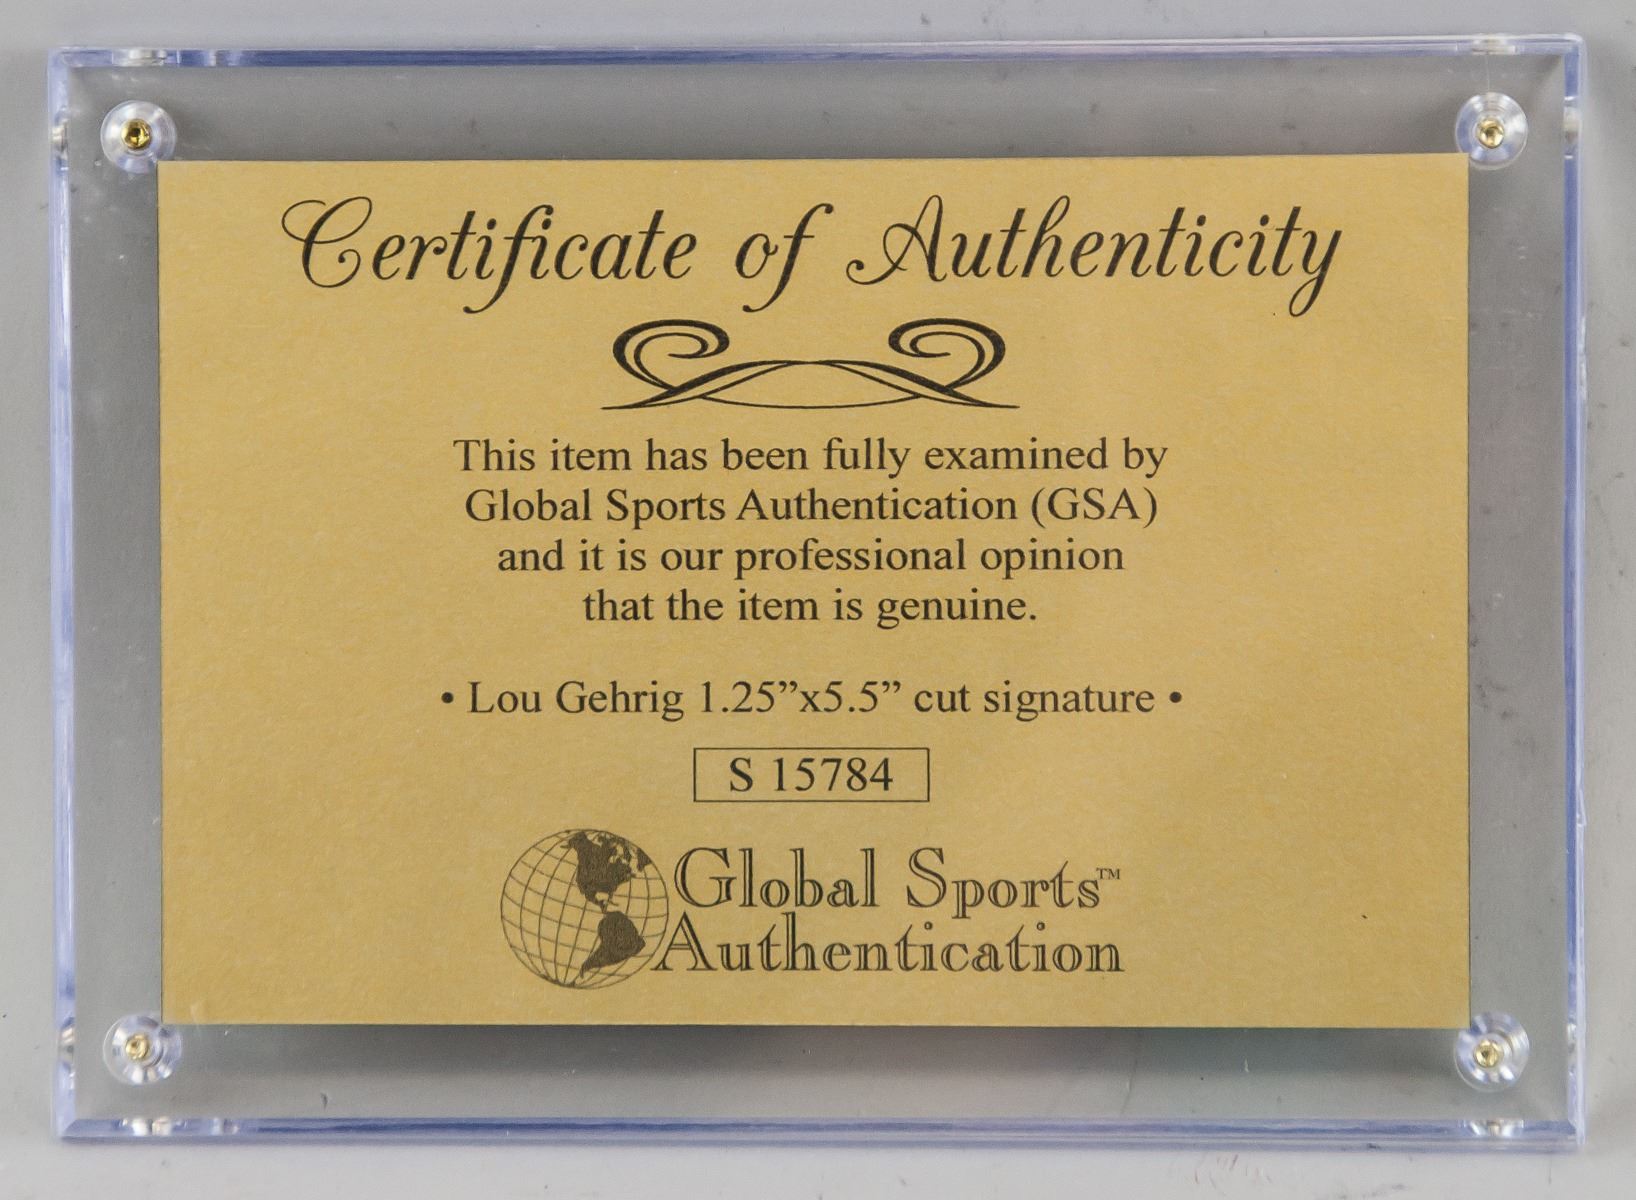 Certificate of Authenticity
This item has been fully examined by
Global Sports Authentication (GSA)
and it is our professional opinion
that the item is genuine.
• Lou Gehrig 1.25”x5.5” cut signature •
S 15784
Global Sports™
Authentication